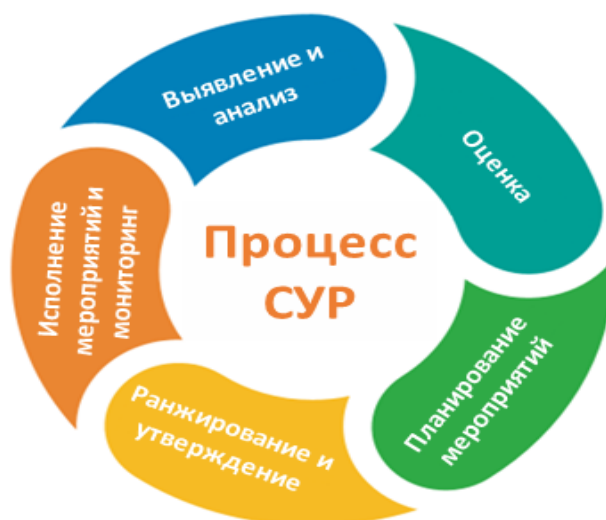 Выявление и
анализ
Оценка
Планирование
мероприятий
Ранжирование и
утверждение
Исполнение
мероприятий и
мониторинг
Процесс
СУР